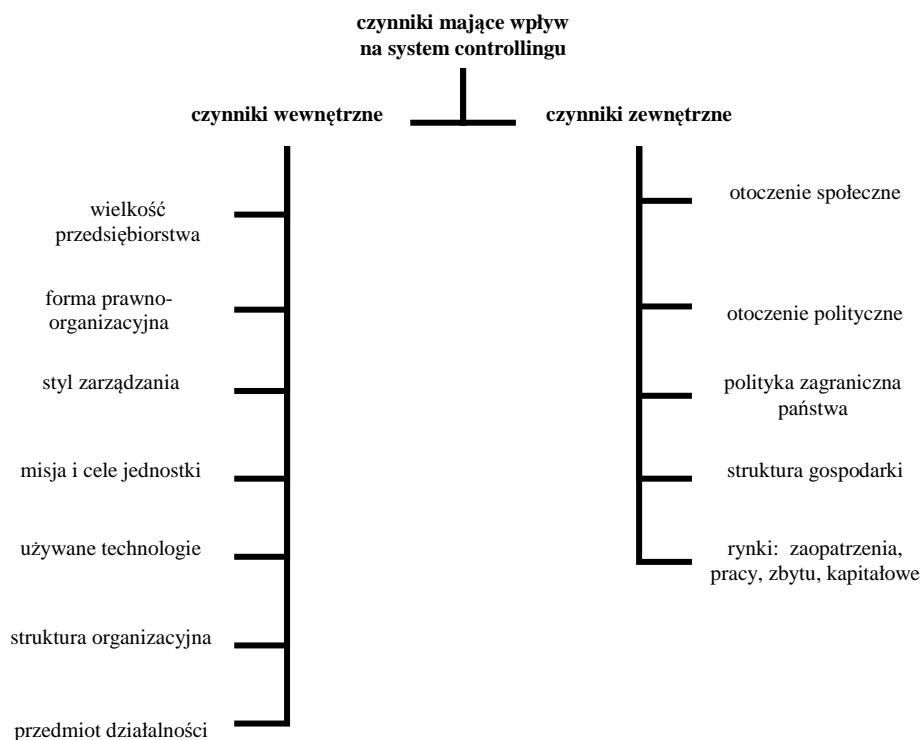 czynniki mające wpływ
na system controllingu
czynniki wewnętrzne
czynniki zewnętrzne
wielkość
przedsiębiorstwa
forma prawno-
organizacyjna
styl zarządzania
misja i cele jednostki
używane technologie
struktura organizacyjna
przedmiot działalności
otoczenie społeczne
otoczenie polityczne
polityka zagraniczna
państwa
struktura gospodarki
rynki: zaopatrzenia,
pracy, zbytu, kapitałowe